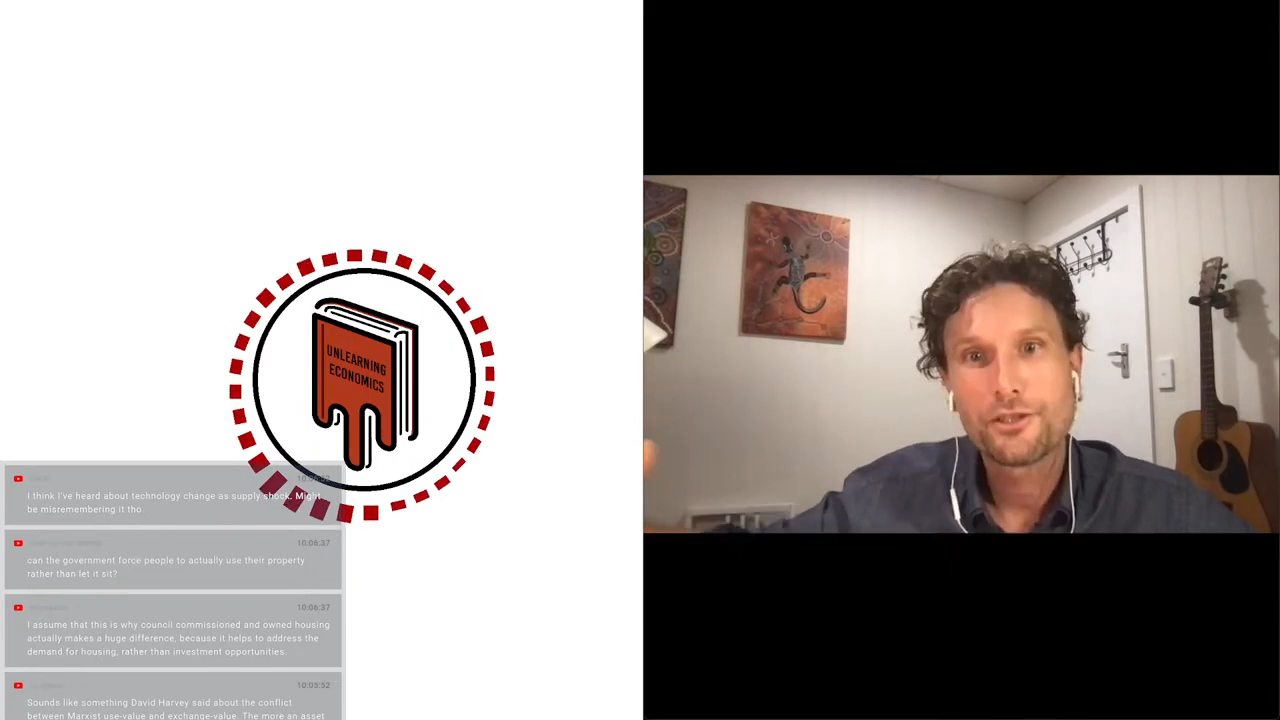 UNLEARNING
ECONOMICS
I think I've heard about technology change as supply shock. Might
be misremembering it tho
10:06:37
can the government force people to actually use their property
rather than let it sit?
10:06:37
I assume that this is why council commissioned and owned housing
actually makes a huge difference, because it helps to address the
demand for housing, rather than investment opportunities.
10:05:52
Sounds like something David Harvey said about the conflict
between Marxist use-value and exchange-value. The more an asset